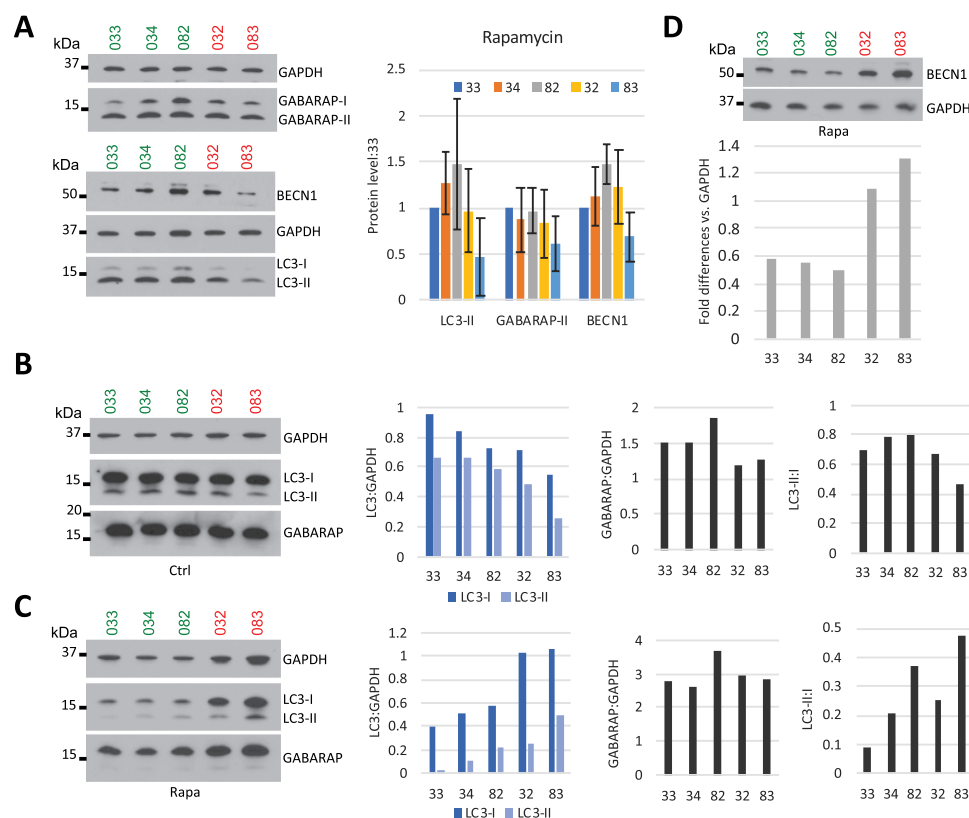 A
kDa
033
034
082
032
083
37
GAPDH
15
GABARAP-I
GABARAP-II
033
034
082
032
083
50
BECN1
37
GAPDH
15
LC3-I
LC3-II
Rapamycin
33
34
82
32
83
Protein level:33
2.5
2
1.5
1
0.5
0
LC3-II
GABARAP-II
BECN1
D
kDa
033
034
082
032
083
50
BECN1
37
GAPDH
Rapa
Fold differences vs. GAPDH
1.4
1.2
1
0.8
0.6
0.4
0.2
0
33
34
82
32
83
B
kDa
033
034
082
032
083
37
GAPDH
15
LC3-I
LC3-II
20
15
GABARAP
Ctrl
LC3:GAPDH
1
0.8
0.6
0.4
0.2
0
33
34
82
32
83
LC3-I
LC3-II
GABARAP:GAPDH
2
1.5
1
0.5
0
33
34
82
32
83
LC3-II:I
1
0.8
0.6
0.4
0.2
0
33
34
82
32
83
C
kDa
033
034
082
032
083
37
GAPDH
15
LC3-I
LC3-II
15
GABARAP
Rapa
LC3:GAPDH
1.2
1
0.8
0.6
0.4
0.2
0
33
34
82
32
83
LC3-I
LC3-II
GABARAP:GAPDH
4
3
2
1
0
33
34
82
32
83
LC3-II:I
0.5
0.4
0.3
0.2
0.1
0
33
34
82
32
83